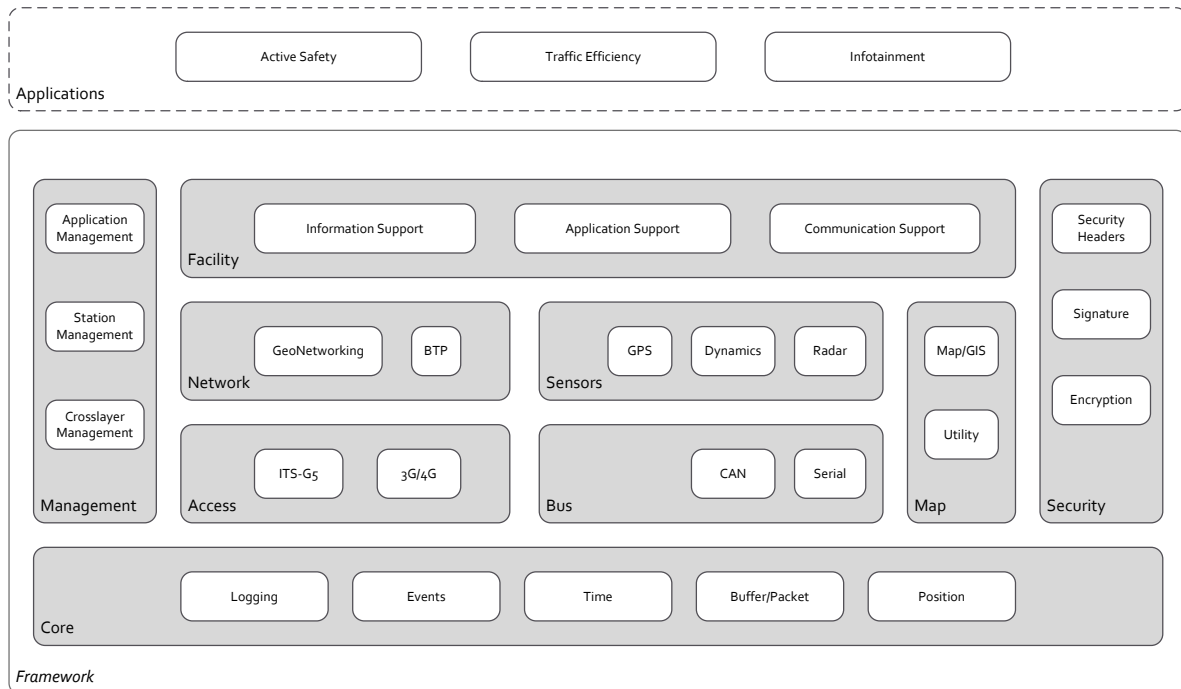 Active Safety
Traffic Efficiency
Infotainment
Applications
Application
Management
Station
Management
Crosslayer
Management
Management
Information Support
Application Support
Communication Support
Facility
GeoNetworking
BTP
Network
GPS
Dynamics
Radar
Sensors
ITS-G5
3G/4G
Access
CAN
Serial
Bus
Map/GIS
Utility
Map
Security
Headers
Signature
Encryption
Security
Logging
Events
Time
Buffer/Packet
Position
Core
Framework